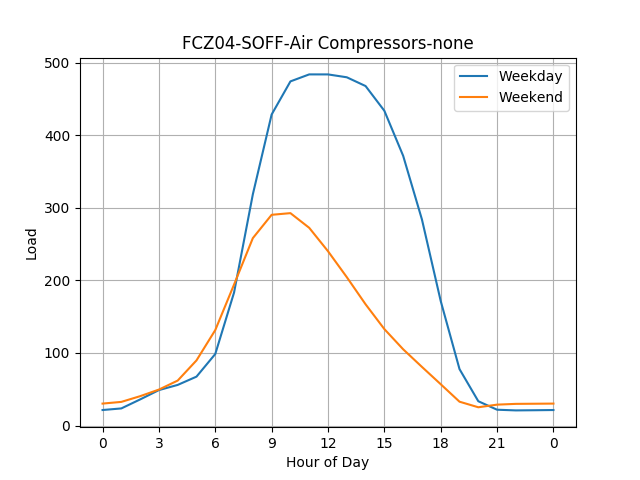 FCZ04-SOFF-Air Compressors-none
Weekday
Weekend
500
400
300
200
100
0
Load
0 3 6 9 12 15 18 21 0
Hour of Day